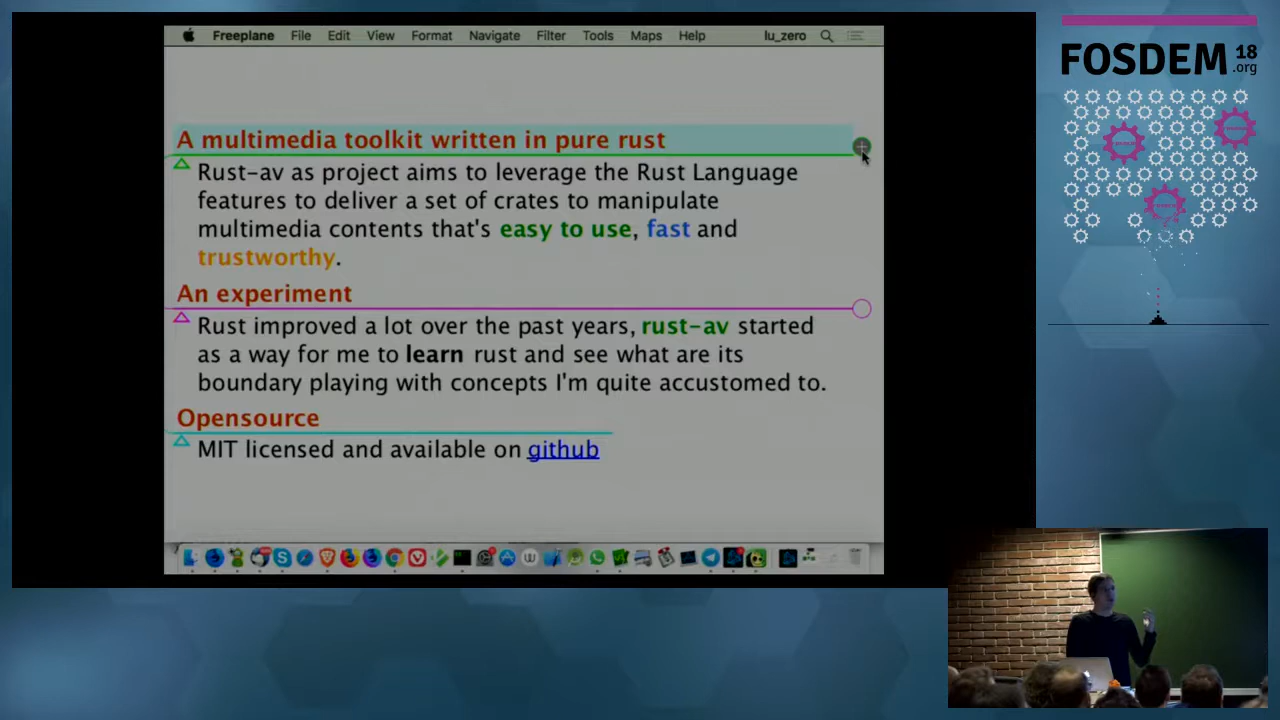 Freeplane File Edit View Format Navigate Filter Tools Maps Help lu_zero
A multimedia toolkit written in pure rust
Rust-av as project aims to leverage the Rust Language
features to deliver a set of crates to manipulate
multimedia contents that's easy to use, fast and
trustworthy.
An experiment
Rust improved a lot over the past years, rust-av started
as a way for me to learn rust and see what are its
boundary playing with concepts I'm quite accustomed to.
Opensource
MIT licensed and available on github
FOSDEM 18
.org